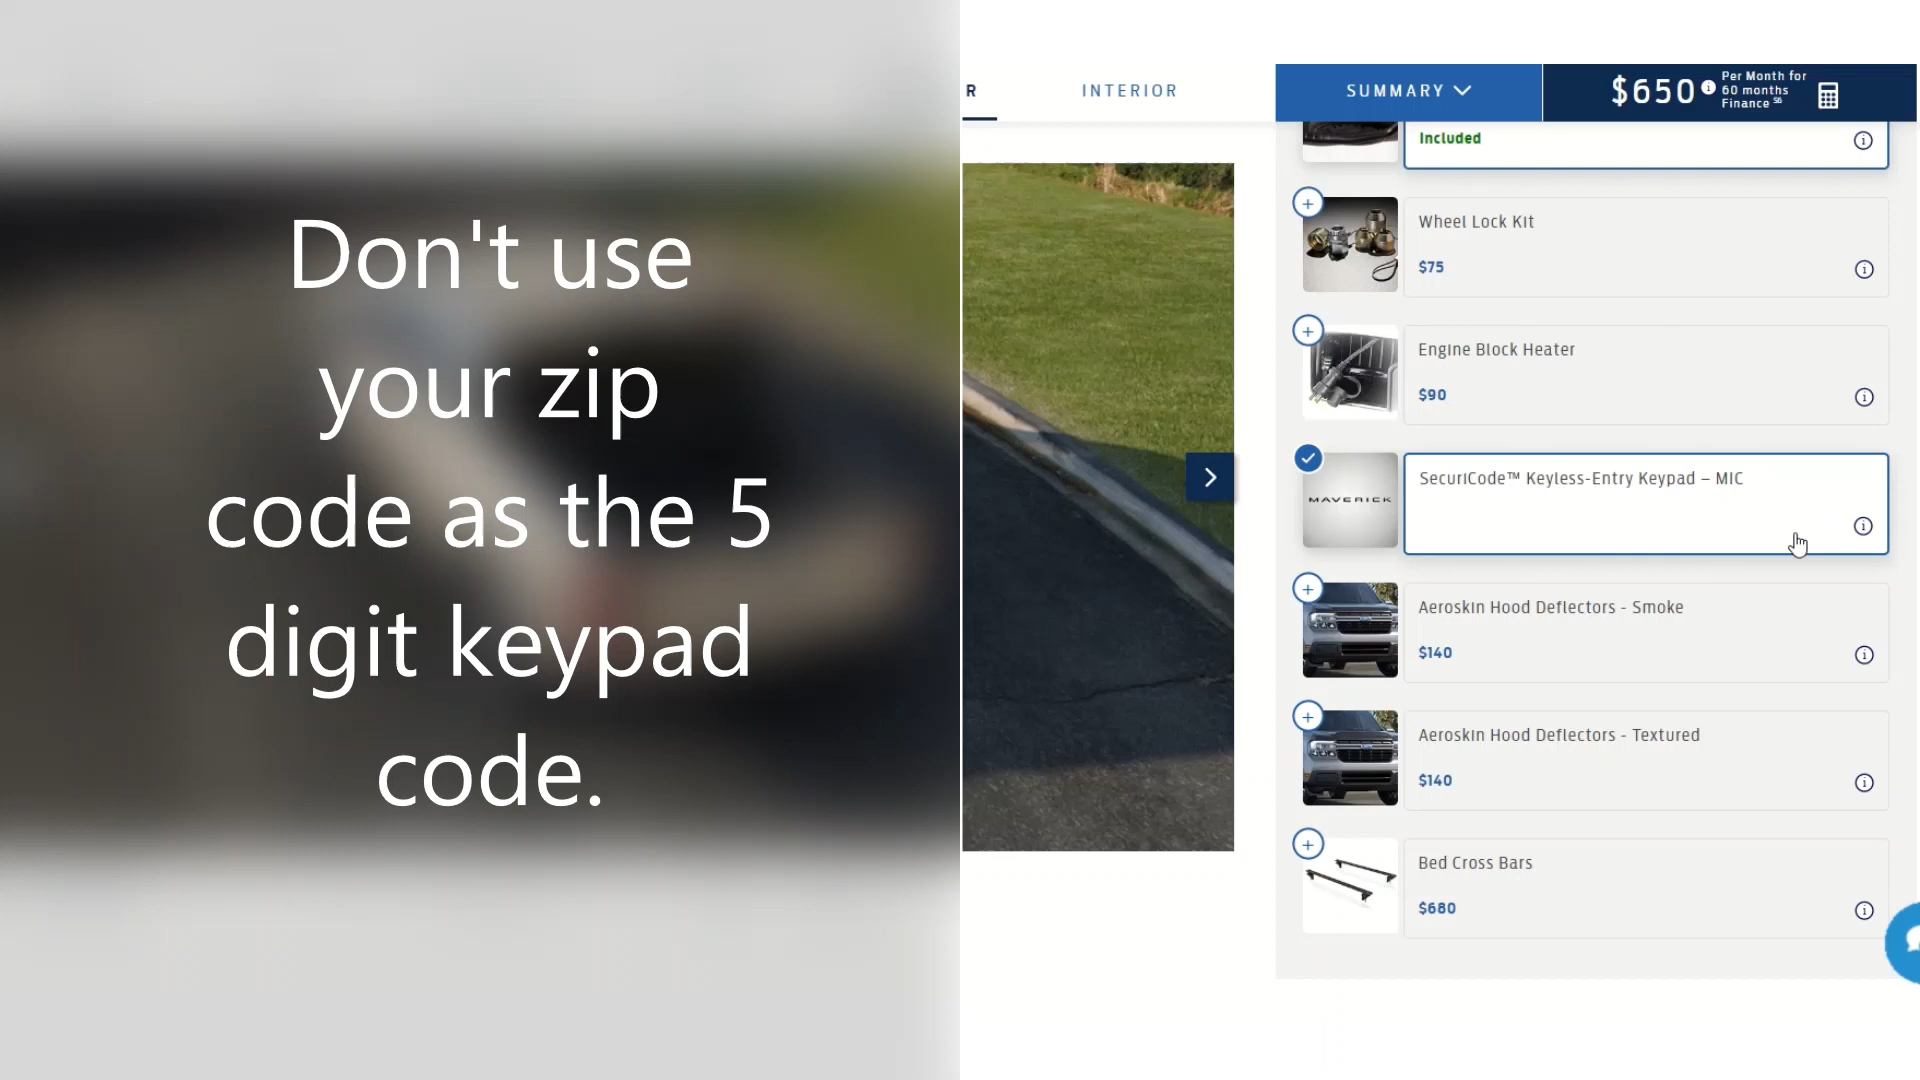 Don't use
your zip
code as the 5
digit keypad
code.
R
INTERIOR
SUMMARY
$650
Per Month for
60 months
Finance S6
Included
Wheel Lock Kit
$75
Engine Block Heater
$90
MAVERICK
SecuriCode™ Keyless-Entry Keypad – MIC
Aeroskin Hood Deflectors - Smoke
$140
Aeroskin Hood Deflectors - Textured
$140
Bed Cross Bars
$680